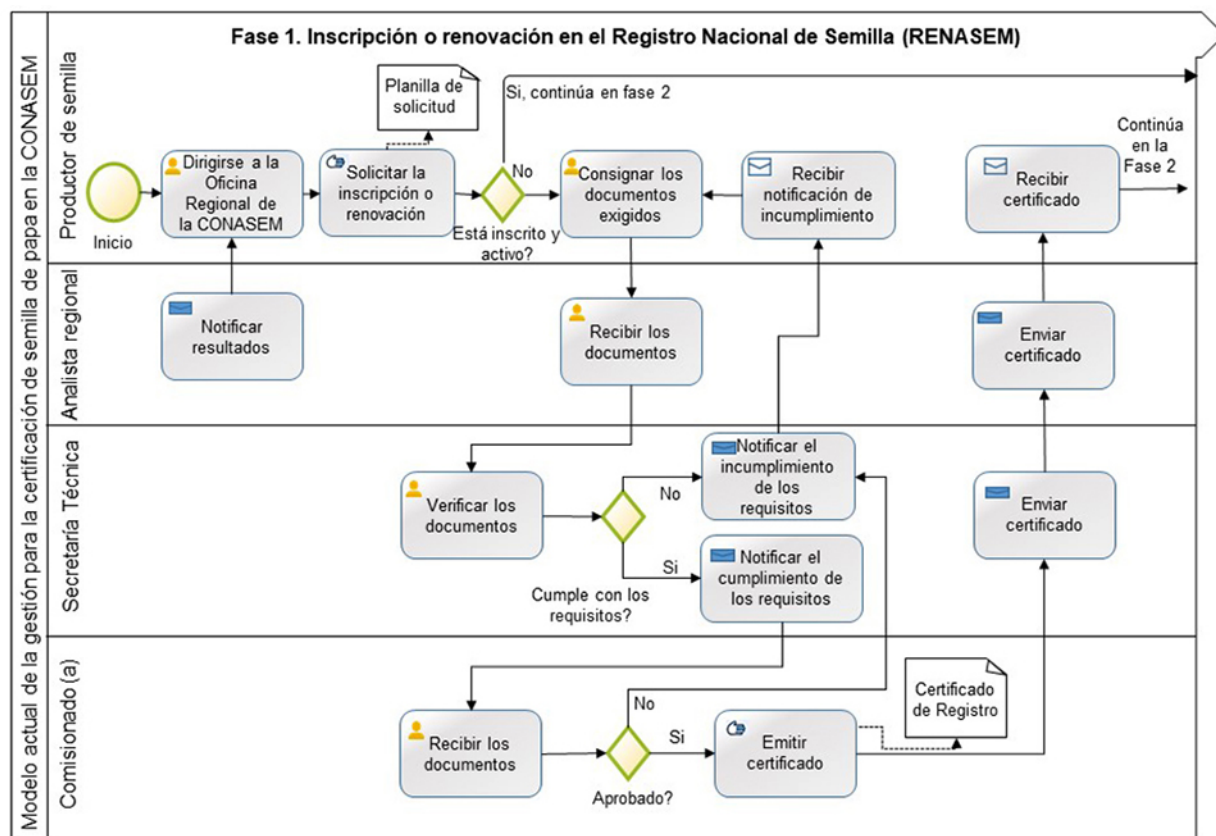 Modelo actual de la gestión para la certificación de semilla de papa en la CONASEM
Fase 1. Inscripción o renovación en el Registro Nacional de Semilla (RENASEM)
Productor de semilla
Planilla de
solicitud
Si, continúa en fase 2
Inicio
Dirigirse a la
Oficina
Regional de
la CONASEM
Solicitar la
inscripción o
renovación
No
Está inscrito y
activo?
Consignar los
documentos
exigidos
Recibir
notificación de
incumplimiento
Recibir
certificado
Continúa
en la
Fase 2
Analista regional
Notificar
resultados
Recibir los
documentos
Enviar
certificado
Secretaría Técnica
Verificar los
documentos
No
Si
Cumple con los
requisitos?
Notificar el
incumplimiento
de los
requisitos
Notificar el
cumplimiento de
los requisitos
Enviar
certificado
Comisionado (a)
Recibir los
documentos
No
Si
Aprobado?
Emitir
certificado
Certificado
de Registro